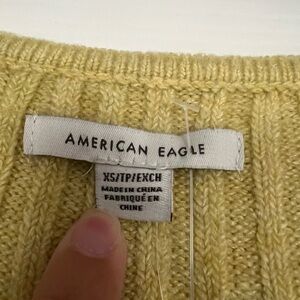 AMERICAN EAGLE
XS/TP/EXCH
MADE IN CHINA
FABRIQUÉ EN
CHINE